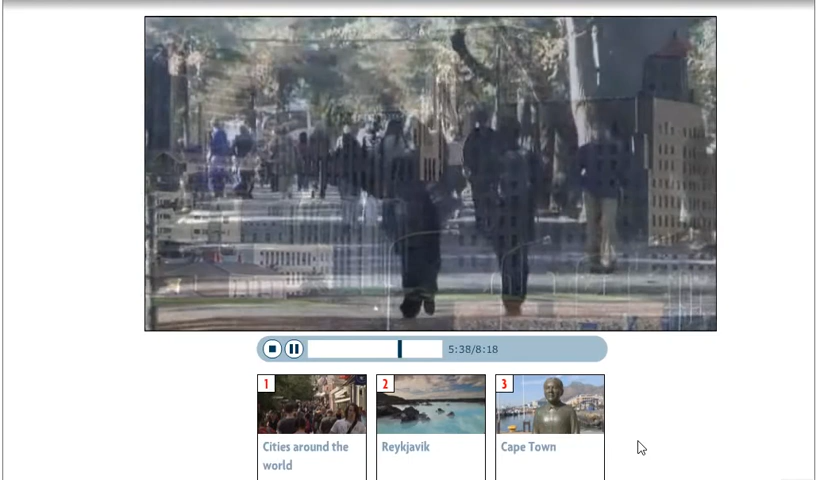 5:38/8:18
1
2
3
Cities around the
world
Reykjavik
Cape Town